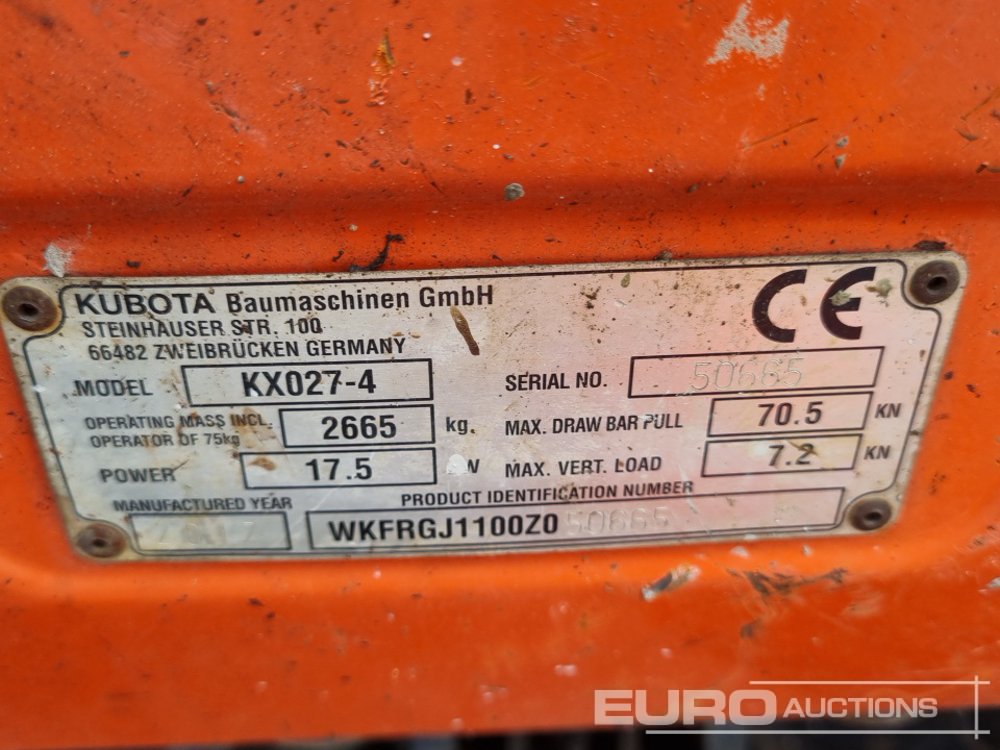 KUBOTA Baumaschinen GmbH
STEINHAUSER STR. 100
66482 ZWEIBRÜCKEN GERMANY
CE
MODEL KX027-4
SERIAL NO. 50665
OPERATING MASS INCL. OPERATOR OF 75kg 2665 kg.
MAX. DRAW BAR PULL 70.5 KN
POWER 17.5 W
MAX. VERT. LOAD 7.2 KN
MANUFACTURED YEAR
PRODUCT IDENTIFICATION NUMBER
WKFRGJ1100Z050665
EURO AUCTIONS